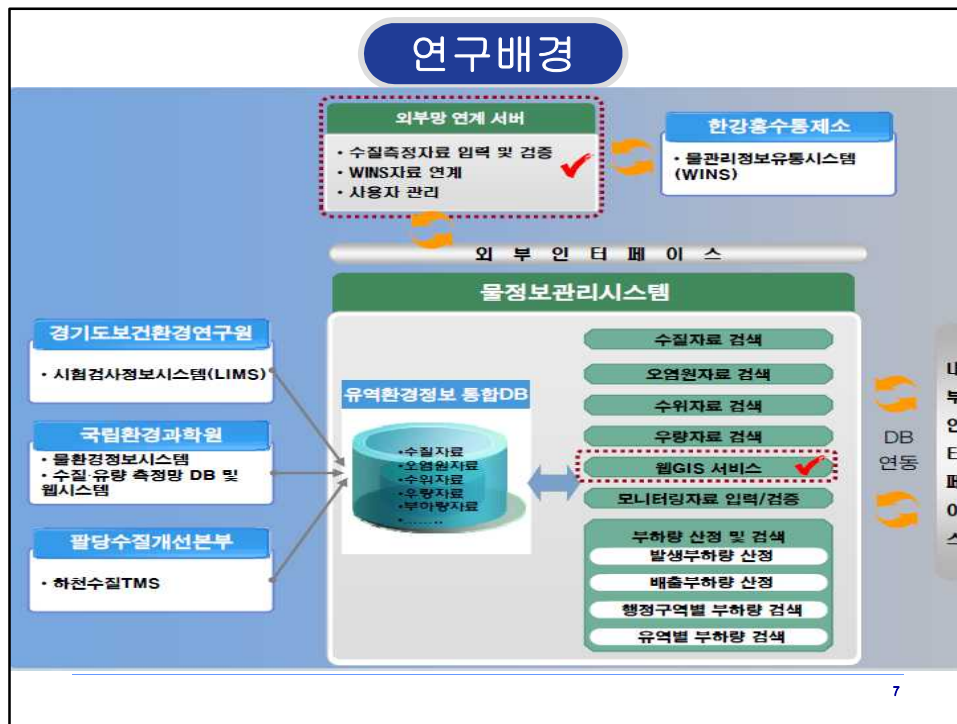 연구배경
외부망 연계 서버
· 수질측정자료 입력 및 검증
· WINS자료 연계
· 사용자 관리
한강홍수통제소
· 물관리정보유통시스템
(WINS)
외 부 인 터 페 이 스
물정보관리시스템
경기도보건환경연구원
· 시험검사정보시스템(LIMS)
국립환경과학원
· 물환경정보시스템
· 수질·유량 측정망 DB 및
웹시스템
팔당수질개선본부
· 하천수질TMS
유역환경정보 통합DB
•수질자료
•오염원자료
•수위자료
•우량자료
•부하량자료
•........
수질자료 검색
오염원자료 검색
수위자료 검색
우량자료 검색
웹GIS 서비스
모니터링자료 입력/검증
부하량 산정 및 검색
발생부하량 산정
배출부하량 산정
행정구역별 부하량 검색
유역별 부하량 검색
DB
연동
7